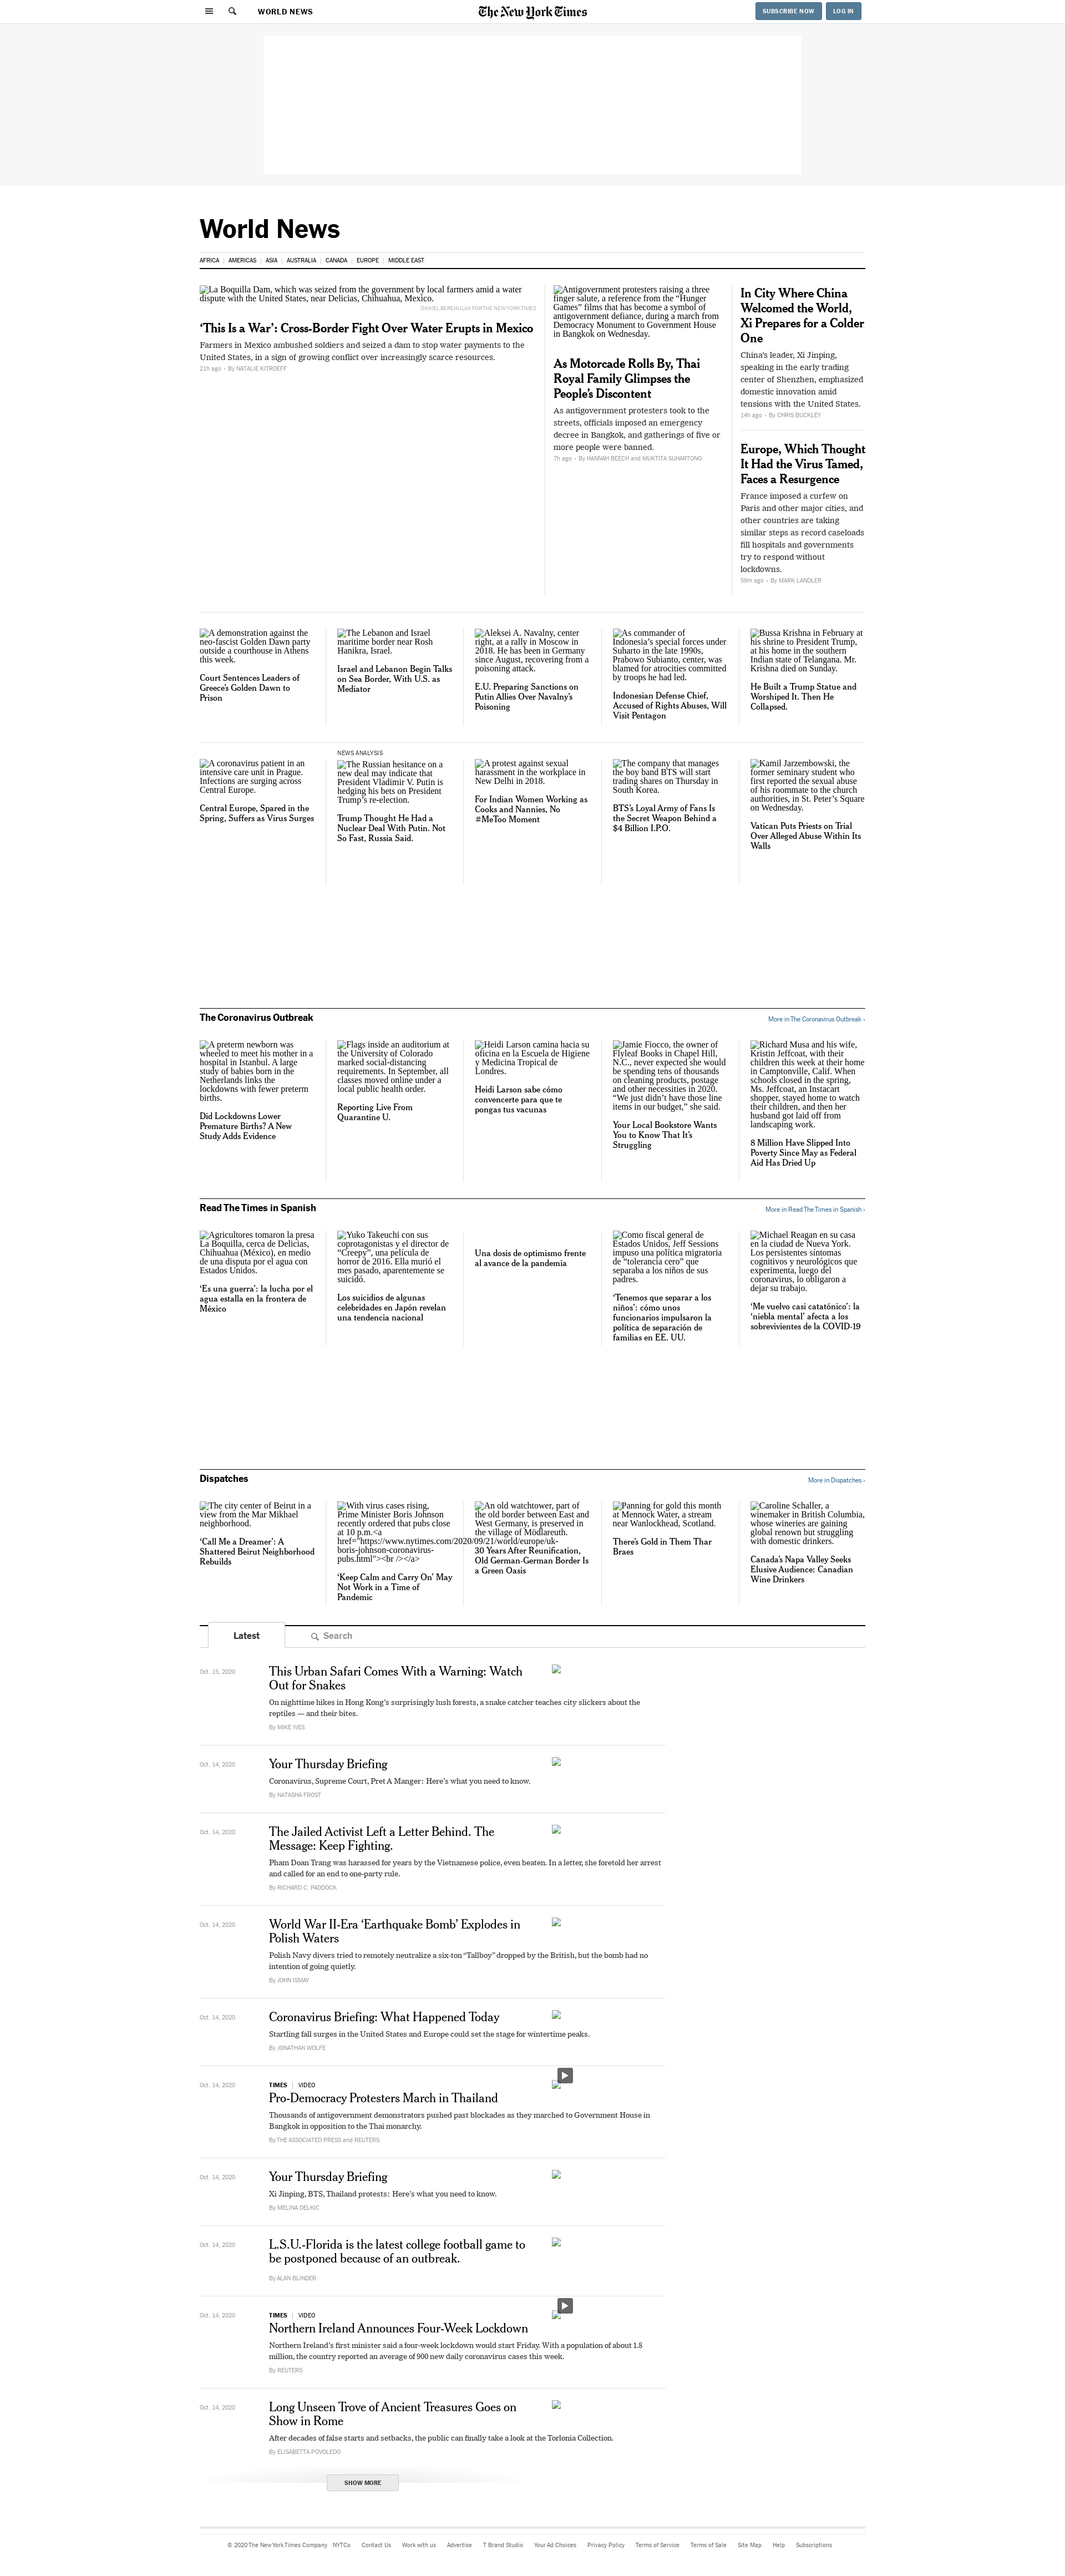 WORLD NEWS
The New York Times
SUBSCRIBE NOW
LOG IN
World News
AFRICA | AMERICAS | ASIA | AUSTRALIA | CANADA | EUROPE | MIDDLE EAST
La Boquilla Dam, which was seized from the government by local farmers amid a water
dispute with the United States, near Delicias, Chihuahua, Mexico.
DANIEL BEREHULAK FOR THE NEW YORK TIMES
‘This Is a War’: Cross-Border Fight Over Water Erupts in Mexico
Farmers in Mexico ambushed soldiers and seized a dam to stop water payments to the
United States, in a sign of growing conflict over increasingly scarce resources.
21h ago • By NATALIE KITROEFF
Antigovernment protesters raising a three
finger salute, a reference from the “Hunger
Games” films that has become a symbol of
antigovernment defiance, during a march from
Democracy Monument to Government House
in Bangkok on Wednesday.
As Motorcade Rolls By, Thai
Royal Family Glimpses the
People’s Discontent
As antigovernment protesters took to the
streets, officials imposed an emergency
decree in Bangkok, and gatherings of five or
more people were banned.
7h ago • By HANNAH BEECH and MUKTITA SUHARTONO
In City Where China
Welcomed the World,
Xi Prepares for a Colder
One
China’s leader, Xi Jinping,
speaking in the early trading
center of Shenzhen, emphasized
domestic innovation amid
tensions with the United States.
14h ago • By CHRIS BUCKLEY
Europe, Which Thought
It Had the Virus Tamed,
Faces a Resurgence
France imposed a curfew on
Paris and other major cities, and
other countries are taking
similar steps as record caseloads
fill hospitals and governments
try to respond without
lockdowns.
59m ago • By MARK LANDLER
A demonstration against the
neo-fascist Golden Dawn party
outside a courthouse in Athens
this week.
Court Sentences Leaders of
Greece’s Golden Dawn to
Prison
The Lebanon and Israel
maritime border near Rosh
Hanikra, Israel.
Israel and Lebanon Begin Talks
on Sea Border, With U.S. as
Mediator
Aleksei A. Navalny, center
right, at a rally in Moscow in
2018. He has been in Germany
since August, recovering from a
poisoning attack.
E.U. Preparing Sanctions on
Putin Allies Over Navalny’s
Poisoning
As commander of
Indonesia’s special forces under
Suharto in the late 1990s,
Prabowo Subianto, center, was
blamed for atrocities committed
by troops he had led.
Indonesian Defense Chief,
Accused of Rights Abuses, Will
Visit Pentagon
Bussa Krishna in February at
his shrine to President Trump,
at his home in the southern
Indian state of Telangana. Mr.
Krishna died on Sunday.
He Built a Trump Statue and
Worshiped It. Then He
Collapsed.
A coronavirus patient in an
intensive care unit in Prague.
Infections are surging across
Central Europe.
Central Europe, Spared in the
Spring, Suffers as Virus Surges
NEWS ANALYSIS
The Russian hesitance on a
new deal may indicate that
President Vladimir V. Putin is
hedging his bets on President
Trump’s re-election.
Trump Thought He Had a
Nuclear Deal With Putin. Not
So Fast, Russia Said.
A protest against sexual
harassment in the workplace in
New Delhi in 2018.
For Indian Women Working as
Cooks and Nannies, No
#MeToo Moment
The company that manages
the boy band BTS will start
trading shares on Thursday in
South Korea.
BTS’s Loyal Army of Fans Is
the Secret Weapon Behind a
$4 Billion I.P.O.
Kamil Jarzembowski, the
former seminary student who
first reported the sexual abuse
of his roommate to the church
authorities, in St. Peter’s Square
on Wednesday.
Vatican Puts Priests on Trial
Over Alleged Abuse Within Its
Walls
The Coronavirus Outbreak
More in The Coronavirus Outbreak ›
A preterm newborn was
wheeled to meet his mother in a
hospital in Istanbul. A large
study of babies born in the
Netherlands links the
lockdowns with fewer preterm
births.
Did Lockdowns Lower
Premature Births? A New
Study Adds Evidence
Flags inside an auditorium at
the University of Colorado
marked social-distancing
requirements. In September, all
classes moved online under a
local public health order.
Reporting Live From
Quarantine U.
Heidi Larson camina hacia su
oficina en la Escuela de Higiene
y Medicina Tropical de
Londres.
Heidi Larson sabe cómo
convencerte para que te
pongas tus vacunas
Jamie Fiocco, the owner of
Flyleaf Books in Chapel Hill,
N.C., never expected she would
be spending tens of thousands
on cleaning products, postage
and other necessities in 2020.
“We just didn’t have those line
items in our budget,” she said.
Your Local Bookstore Wants
You to Know That It’s
Struggling
Richard Musa and his wife,
Kristin Jeffcoat, with their
children this week at their home
in Camptonville, Calif. When
schools closed in the spring,
Ms. Jeffcoat, an Instacart
shopper, stayed home to watch
their children, and then her
husband got laid off from
landscaping work.
8 Million Have Slipped Into
Poverty Since May as Federal
Aid Has Dried Up
Read The Times in Spanish
More in Read The Times in Spanish ›
Agricultores tomaron la presa
La Boquilla, cerca de Delicias,
Chihuahua (México), en medio
de una disputa por el agua con
Estados Unidos.
‘Es una guerra’: la lucha por el
agua estalla en la frontera de
México
Yuko Takeuchi con sus
coprotagonistas y el director de
“Creepy”, una película de
horror de 2016. Ella murió el
mes pasado, aparentemente se
suicidó.
Los suicidios de algunas
celebridades en Japón revelan
una tendencia nacional
Una dosis de optimismo frente
al avance de la pandemia
Como fiscal general de
Estados Unidos, Jeff Sessions
impuso una política migratoria
de “tolerancia cero” que
separaba a los niños de sus
padres.
‘Tenemos que separar a los
niños’: cómo unos
funcionarios impulsaron la
política de separación de
familias en EE. UU.
Michael Reagan en su casa
en la ciudad de Nueva York.
Los persistentes síntomas
cognitivos y neurológicos que
experimenta, luego del
coronavirus, lo obligaron a
dejar su trabajo.
‘Me vuelvo casi catatónico’: la
‘niebla mental’ afecta a los
sobrevivientes de la COVID-19
Dispatches
More in Dispatches ›
The city center of Beirut in a
view from the Mar Mikhael
neighborhood.
‘Call Me a Dreamer’: A
Shattered Beirut Neighborhood
Rebuilds
With virus cases rising,
Prime Minister Boris Johnson
recently ordered that pubs close
at 10 p.m.<a
href="https://www.nytimes.com/2020/09/21/world/europe/uk-
boris-johnson-coronavirus-
pubs.html"><br /></a>
‘Keep Calm and Carry On’ May
Not Work in a Time of
Pandemic
An old watchtower, part of
the old border between East and
West Germany, is preserved in
the village of Mödlareuth.
30 Years After Reunification,
Old German-German Border Is
a Green Oasis
Panning for gold this month
at Mennock Water, a stream
near Wanlockhead, Scotland.
There’s Gold in Them Thar
Braes
Caroline Schaller, a
winemaker in British Columbia,
whose wineries are gaining
global renown but struggling
with domestic drinkers.
Canada’s Napa Valley Seeks
Elusive Audience: Canadian
Wine Drinkers
Latest
Search
Oct. 15, 2020
This Urban Safari Comes With a Warning: Watch
Out for Snakes
On nighttime hikes in Hong Kong’s surprisingly lush forests, a snake catcher teaches city slickers about the
reptiles — and their bites.
By MIKE IVES
Oct. 14, 2020
Your Thursday Briefing
Coronavirus, Supreme Court, Pret A Manger: Here’s what you need to know.
By NATASHA FROST
Oct. 14, 2020
The Jailed Activist Left a Letter Behind. The
Message: Keep Fighting.
Pham Doan Trang was harassed for years by the Vietnamese police, even beaten. In a letter, she foretold her arrest
and called for an end to one-party rule.
By RICHARD C. PADDOCK
Oct. 14, 2020
World War II-Era ‘Earthquake Bomb’ Explodes in
Polish Waters
Polish Navy divers tried to remotely neutralize a six-ton “Tallboy” dropped by the British, but the bomb had no
intention of going quietly.
By JOHN ISMAY
Oct. 14, 2020
Coronavirus Briefing: What Happened Today
Startling fall surges in the United States and Europe could set the stage for wintertime peaks.
By JONATHAN WOLFE
Oct. 14, 2020
TIMES | VIDEO
Pro-Democracy Protesters March in Thailand
Thousands of antigovernment demonstrators pushed past blockades as they marched to Government House in
Bangkok in opposition to the Thai monarchy.
By THE ASSOCIATED PRESS and REUTERS
Oct. 14, 2020
Your Thursday Briefing
Xi Jinping, BTS, Thailand protests: Here’s what you need to know.
By MELINA DELKIC
Oct. 14, 2020
L.S.U.-Florida is the latest college football game to
be postponed because of an outbreak.
By ALAN BLINDER
Oct. 14, 2020
TIMES | VIDEO
Northern Ireland Announces Four-Week Lockdown
Northern Ireland’s first minister said a four-week lockdown would start Friday. With a population of about 1.8
million, the country reported an average of 900 new daily coronavirus cases this week.
By REUTERS
Oct. 14, 2020
Long Unseen Trove of Ancient Treasures Goes on
Show in Rome
After decades of false starts and setbacks, the public can finally take a look at the Torlonia Collection.
By ELISABETTA POVOLEDO
SHOW MORE
© 2020 The New York Times Company NYTCo Contact Us Work with us Advertise T Brand Studio Your Ad Choices Privacy Policy Terms of Service Terms of Sale Site Map Help Subscriptions